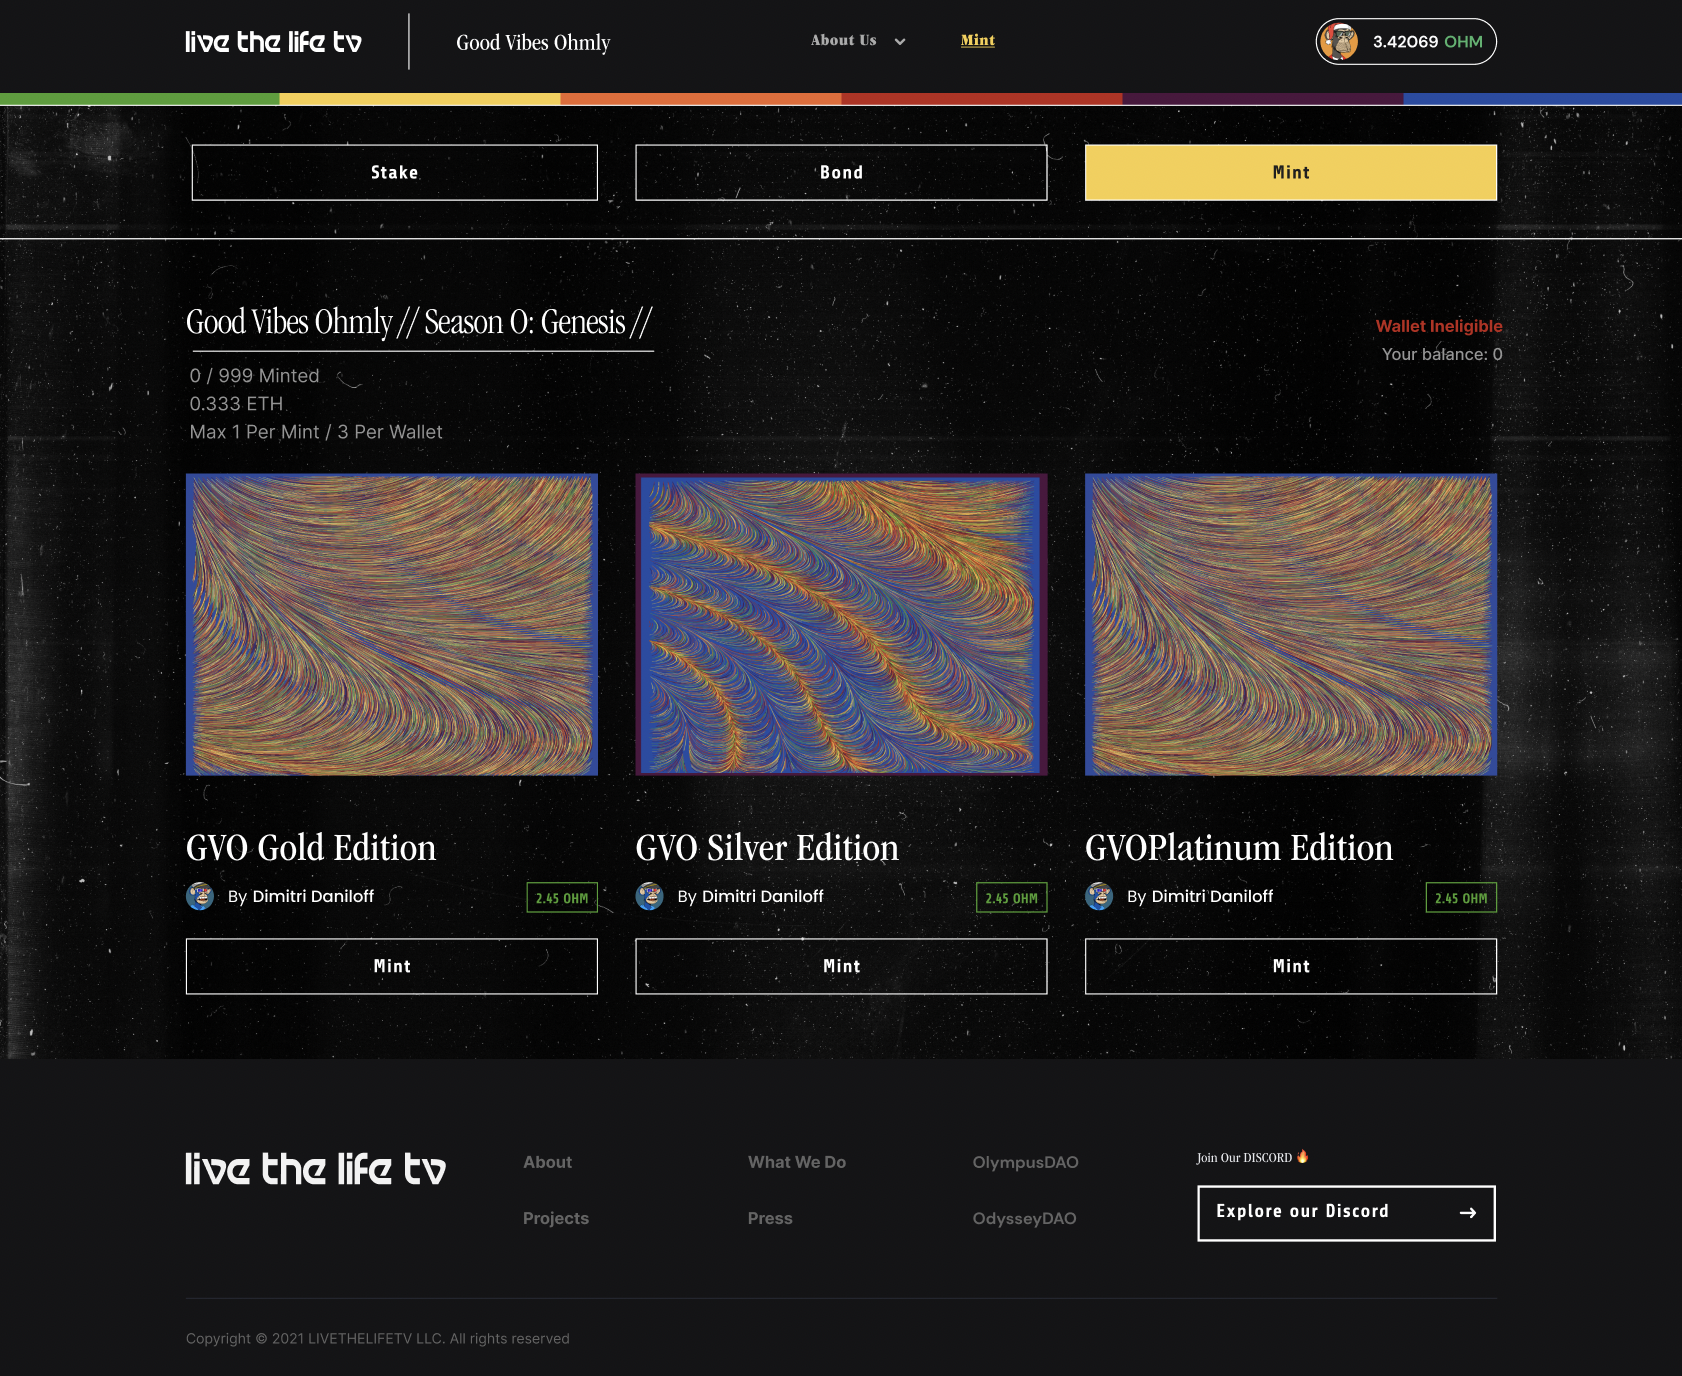 live the life tv
Good Vibes Ohmly
About Us
Mint
3.42069 OHM
Stake
Bond
Mint
Good Vibes Ohmly // Season 0: Genesis //
Wallet Ineligible
Your balance: 0
0 / 999 Minted
0.333 ETH
Max 1 Per Mint / 3 Per Wallet
GVO Gold Edition
By Dimitri Daniloff
2.45 OHM
Mint
GVO Silver Edition
By Dimitri Daniloff
2.45 OHM
Mint
GVOPlatinum Edition
By Dimitri Daniloff
2.45 OHM
Mint
live the life tv
About
Projects
What We Do
Press
OlympusDAO
OdysseyDAO
Join Our DISCORD 🔥
Explore our Discord →
Copyright © 2021 LIVETHELIFETV LLC. All rights reserved